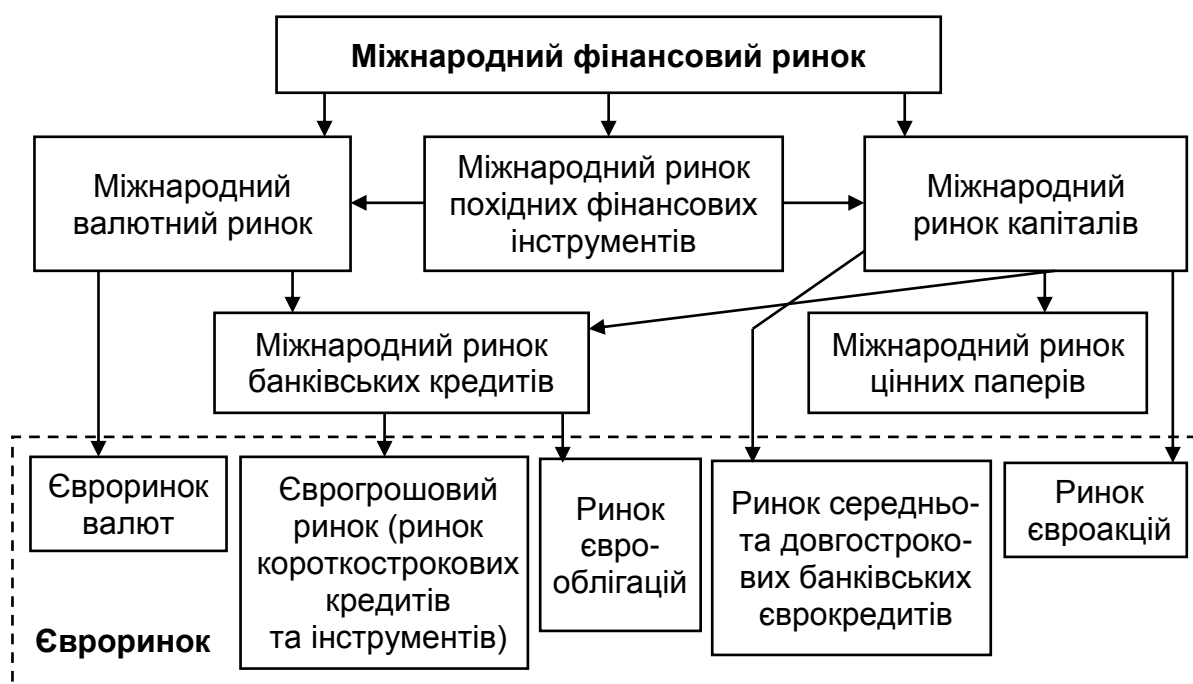 Міжнародний фінансовий ринок
Міжнародний
валютний ринок
Міжнародний ринок
похідних фінансових
інструментів
Міжнародний
ринок капіталів
Міжнародний ринок
банківських кредитів
Міжнародний ринок
цінних паперів
Євроринок
валют
Єврогрошовий
ринок (ринок
короткострокових
кредитів
та інструментів)
Ринок
євро-
облігацій
Ринок середньо-
та довгостроко-
вих банківських
єврокредитів
Ринок
євроакцій
Євроринок